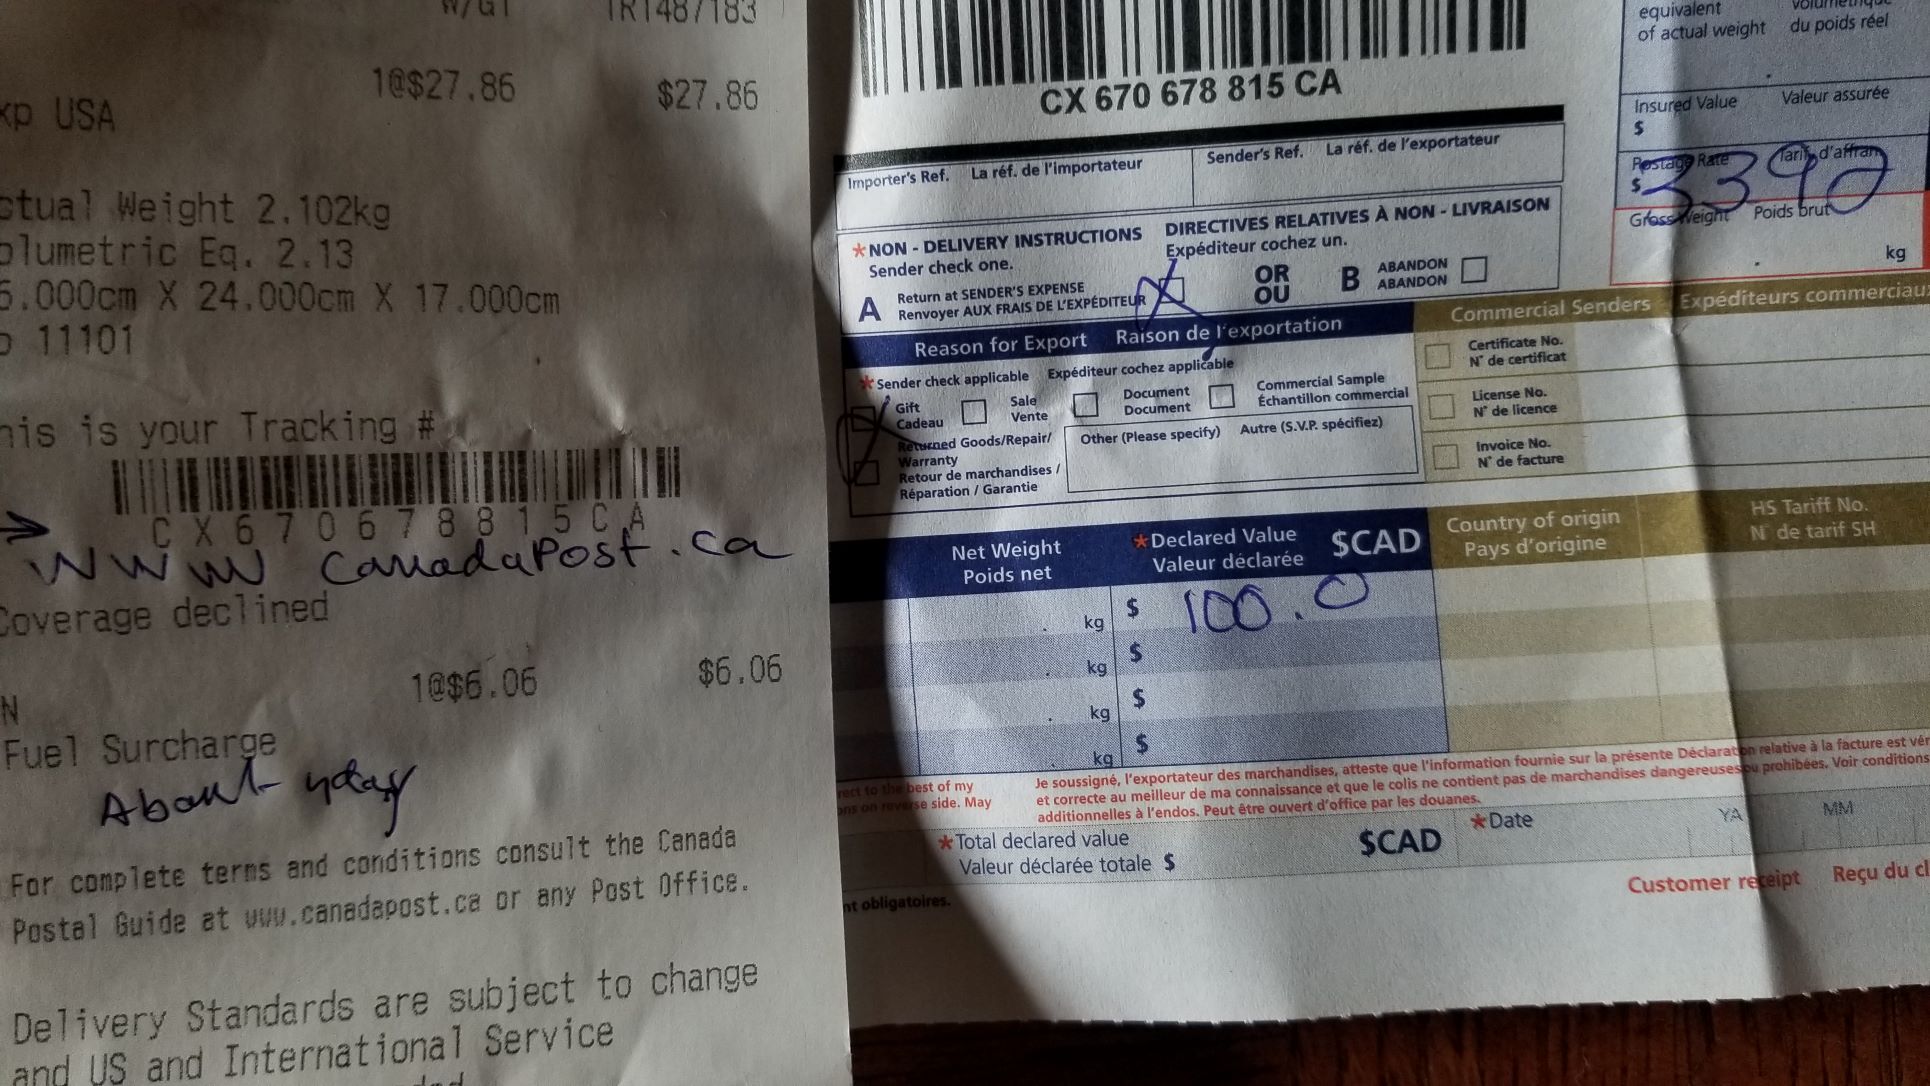 TR1487183
xp USA
1@$27.86 $27.86
ctual Weight 2.102kg
olumetric Eq. 2.13
5.000cm X 24.000cm X 17.000cm
11101
his is your Tracking #
CX670678815CA
→ www canadapost.ca
Coverage declined
N
1@$6.06 $6.06
Fuel Surcharge
About
For complete terms and conditions consult the Canada
Postal Guide at www.canadapost.ca or any Post Office.
Delivery Standards are subject to change
and US and International Service
CX 670 678 815 CA
Importer's Ref. La réf. de l'importateur
Sender's Ref. La réf. de l'exportateur
*NON - DELIVERY INSTRUCTIONS DIRECTIVES RELATIVES À NON - LIVRAISON
Sender check one. Expéditeur cochez un.
A Return at SENDER'S EXPENSE
Renvoyer AUX FRAIS DE L'EXPÉDITEUR
OR
OU
B ABANDON
ABANDON
Reason for Export Raison de l'exportation
*Sender check applicable Expéditeur cochez applicable
Gift
Cadeau
Sale
Vente
Document
Document
Commercial Sample
Échantillon commercial
Returned Goods/Repair/
Warranty
Retour de marchandises /
Réparation / Garantie
Other (Please specify) Autre (S.V.P. spécifiez)
equivalent
of actual weight du poids réel
Insured Value Valeur assurée
$
Postage Rate Tarif d'affran
$
Gross Weight Poids brut
kg
Commercial Senders Expéditeurs commerciau
Certificate No.
N° de certificat
License No.
N° de licence
Invoice No.
N° de facture
Net Weight
Poids net
*Declared Value
Valeur déclarée $CAD
Country of origin
Pays d'origine
HS Tariff No.
N° de tarif SH
kg $ 100.0
kg $
kg $
kg $
rect to the best of my
ons on reverse side. May
Je soussigné, l'exportateur des marchandises, atteste que l'information fournie sur la présente Déclaration relative à la facture est vér
et correcte au meilleur de ma connaissance et que le colis ne contient pas de marchandises dangereuses ou prohibées. Voir conditions
additionnelles à l'endos. Peut être ouvert d'office par les douanes.
*Total declared value
Valeur déclarée totale $ $CAD
*Date
YA MM
nt obligatoires.
Customer receipt Reçu du cl